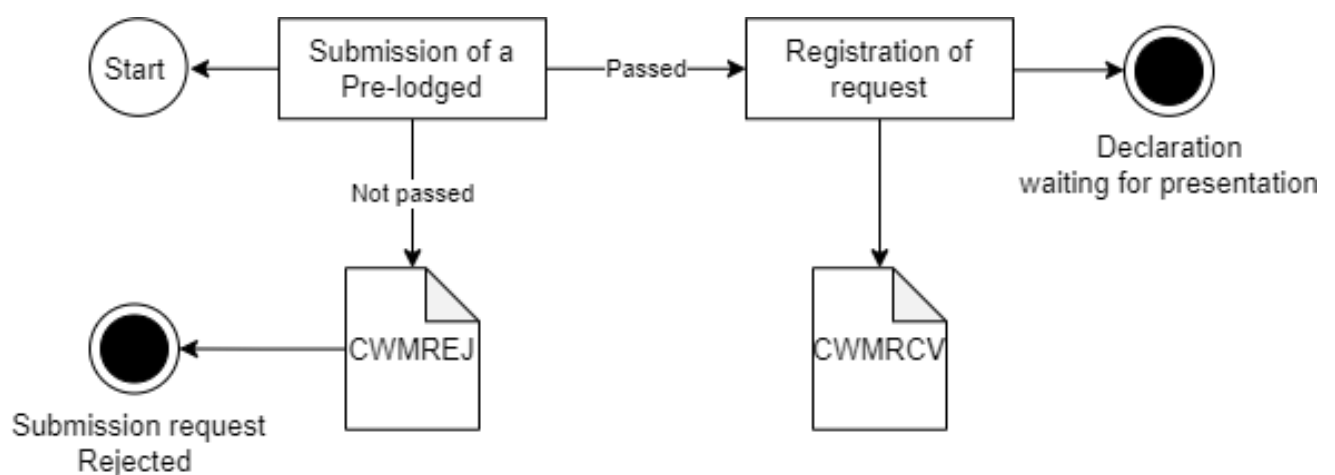 Start
Submission of a
Pre-lodged
Passed
Registration of
request
Declaration
waiting for presentation
Not passed
CWMREJ
CWMRCV
Submission request
Rejected